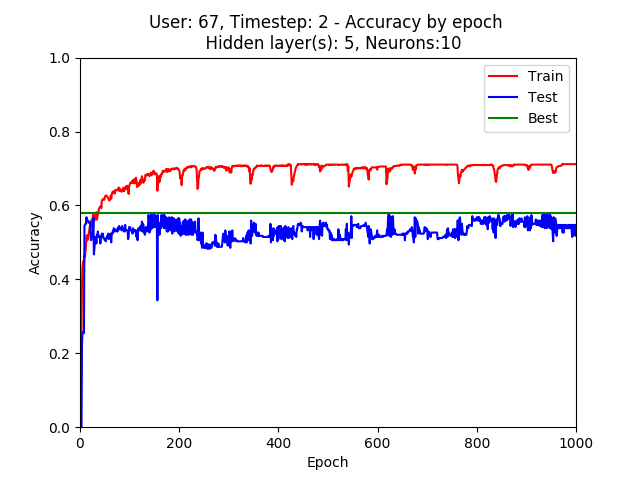 User: 67, Timestep: 2 - Accuracy by epoch
Hidden layer(s): 5, Neurons:10
1.0
0.8
0.6
0.4
0.2
0.0
Accuracy
Train
Test
Best
0 200 400 600 800 1000
Epoch